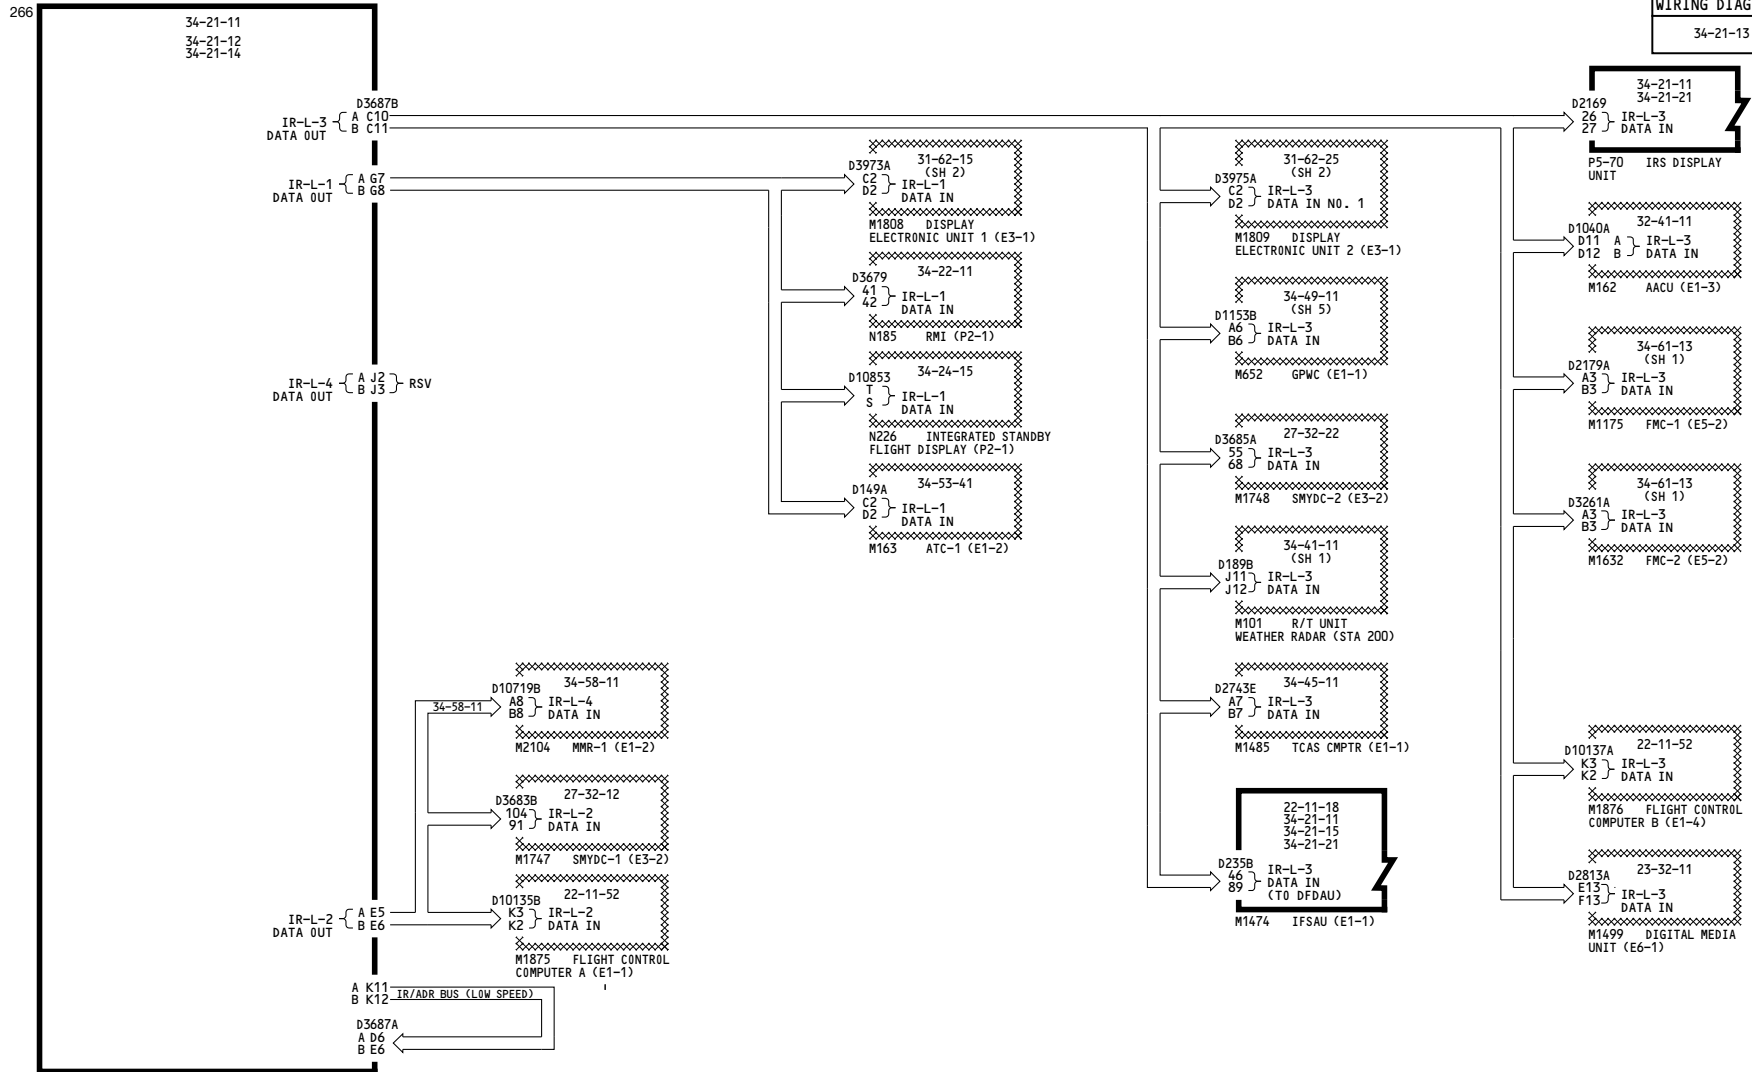 266
34-21-11
34-21-12
34-21-14
WIRING DIAG
34-21-13
D3687B
IR-L-3 DATA OUT
A C10
B C11
IR-L-1 DATA OUT
A G7
B G8
IR-L-4 DATA OUT
A J2
B J3
RSV
IR-L-2 DATA OUT
A E5
B E6
A K11
B K12
IR/ADR BUS (LOW SPEED)
D3687A
A D6
B E6
34-58-11
D10719B
34-58-11
A8
B8
IR-L-4
DATA IN
M2104 MMR-1 (E1-2)
27-32-12
D3683B
104
91
IR-L-2
DATA IN
M1747 SMYDC-1 (E3-2)
22-11-52
D10135B
K3
K2
IR-L-2
DATA IN
M1875 FLIGHT CONTROL
COMPUTER A (E1-1)
31-62-15
(SH 2)
D3973A
C2
D2
IR-L-1
DATA IN
M1808 DISPLAY
ELECTRONIC UNIT 1 (E3-1)
34-22-11
D3679
41
42
IR-L-1
DATA IN
N185 RMI (P2-1)
34-24-15
D10853
T
S
IR-L-1
DATA IN
N226 INTEGRATED STANDBY
FLIGHT DISPLAY (P2-1)
34-53-41
D149A
C2
D2
IR-L-1
DATA IN
M163 ATC-1 (E1-2)
31-62-25
(SH 2)
D3975A
C2
D2
IR-L-3
DATA IN NO. 1
M1809 DISPLAY
ELECTRONIC UNIT 2 (E3-1)
34-49-11
(SH 5)
D1153B
A6
B6
IR-L-3
DATA IN
M652 GPWC (E1-1)
27-32-22
D3685A
55
68
IR-L-3
DATA IN
M1748 SMYDC-2 (E3-2)
34-41-11
(SH 1)
D189B
J11
J12
IR-L-3
DATA IN
M101 R/T UNIT
WEATHER RADAR (STA 200)
34-45-11
D2743E
A7
B7
IR-L-3
DATA IN
M1485 TCAS CMPTR (E1-1)
22-11-18
34-21-11
34-21-15
34-21-21
D235B
46
89
IR-L-3
DATA IN
(TO DFDAU)
M1474 IFSAU (E1-1)
34-21-11
34-21-21
D2169
26
27
IR-L-3
DATA IN
P5-70 IRS DISPLAY
UNIT
32-41-11
D1040A
D11 A
D12 B
IR-L-3
DATA IN
M162 AACU (E1-3)
34-61-13
(SH 1)
D2179A
A3
B3
IR-L-3
DATA IN
M1175 FMC-1 (E5-2)
34-61-13
(SH 1)
D3261A
A3
B3
IR-L-3
DATA IN
M1632 FMC-2 (E5-2)
22-11-52
D10137A
K3
K2
IR-L-3
DATA IN
M1876 FLIGHT CONTROL
COMPUTER B (E1-4)
23-32-11
D2813A
E13
F13
IR-L-3
DATA IN
M1499 DIGITAL MEDIA
UNIT (E6-1)